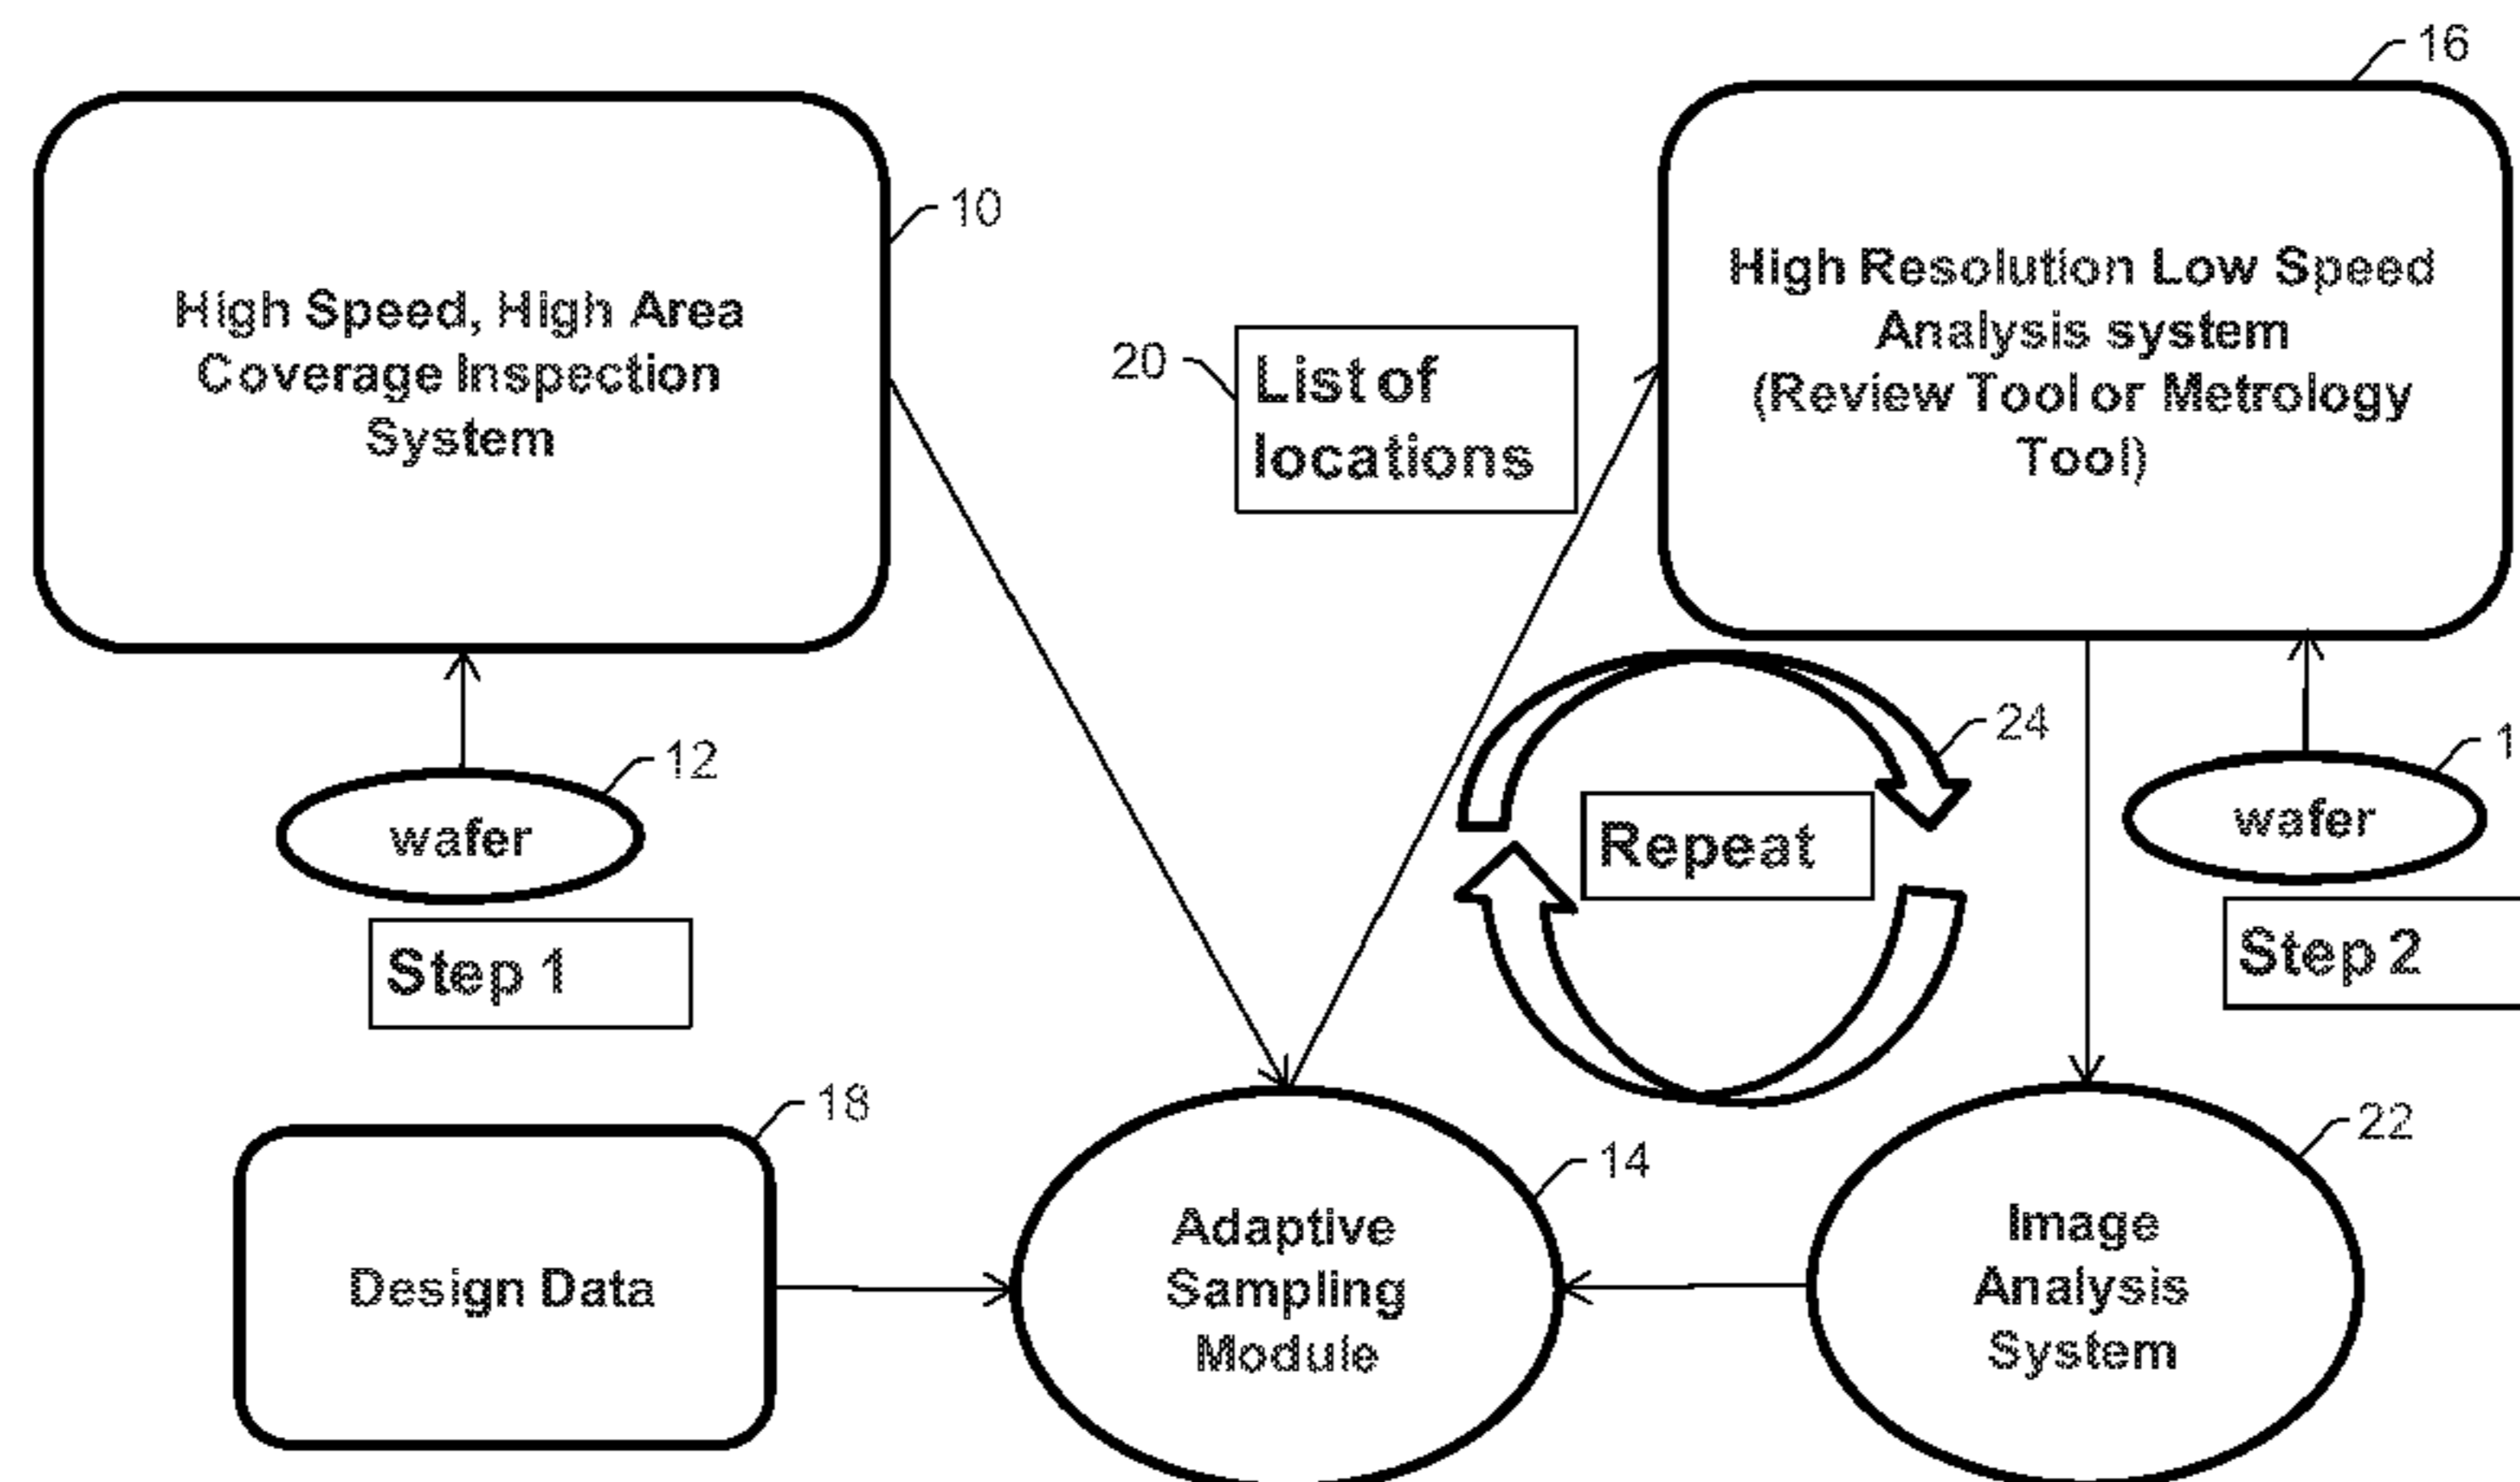 16
10
High Speed, High Area
Coverage Inspection
System
High Resolution Low Speed
Analysis system
(Review Tool or Metrology
Tool)
20
List of
locations
12
wafer
Step 1
24
Repeat
1
wafer
Step 2
18
Design Data
14
Adaptive
Sampling
Module
22
Image
Analysis
System